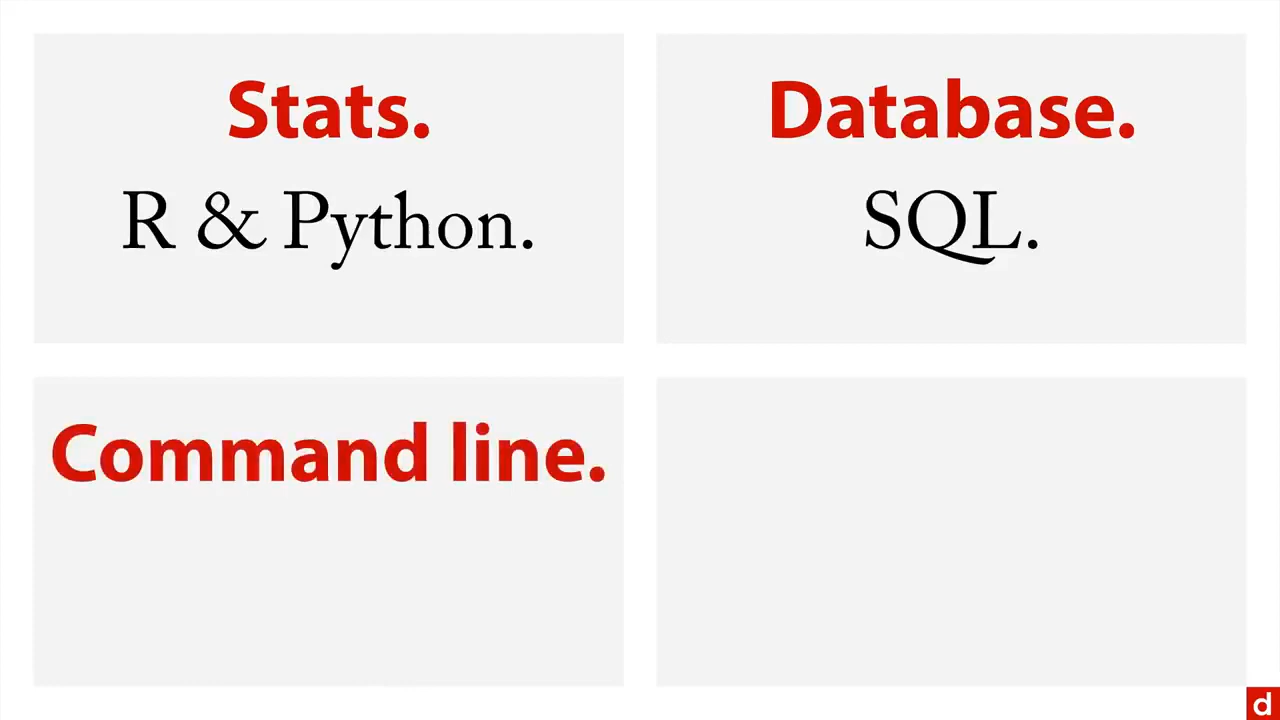 Stats.
R & Python.
Database.
SQL.
Command line.
d